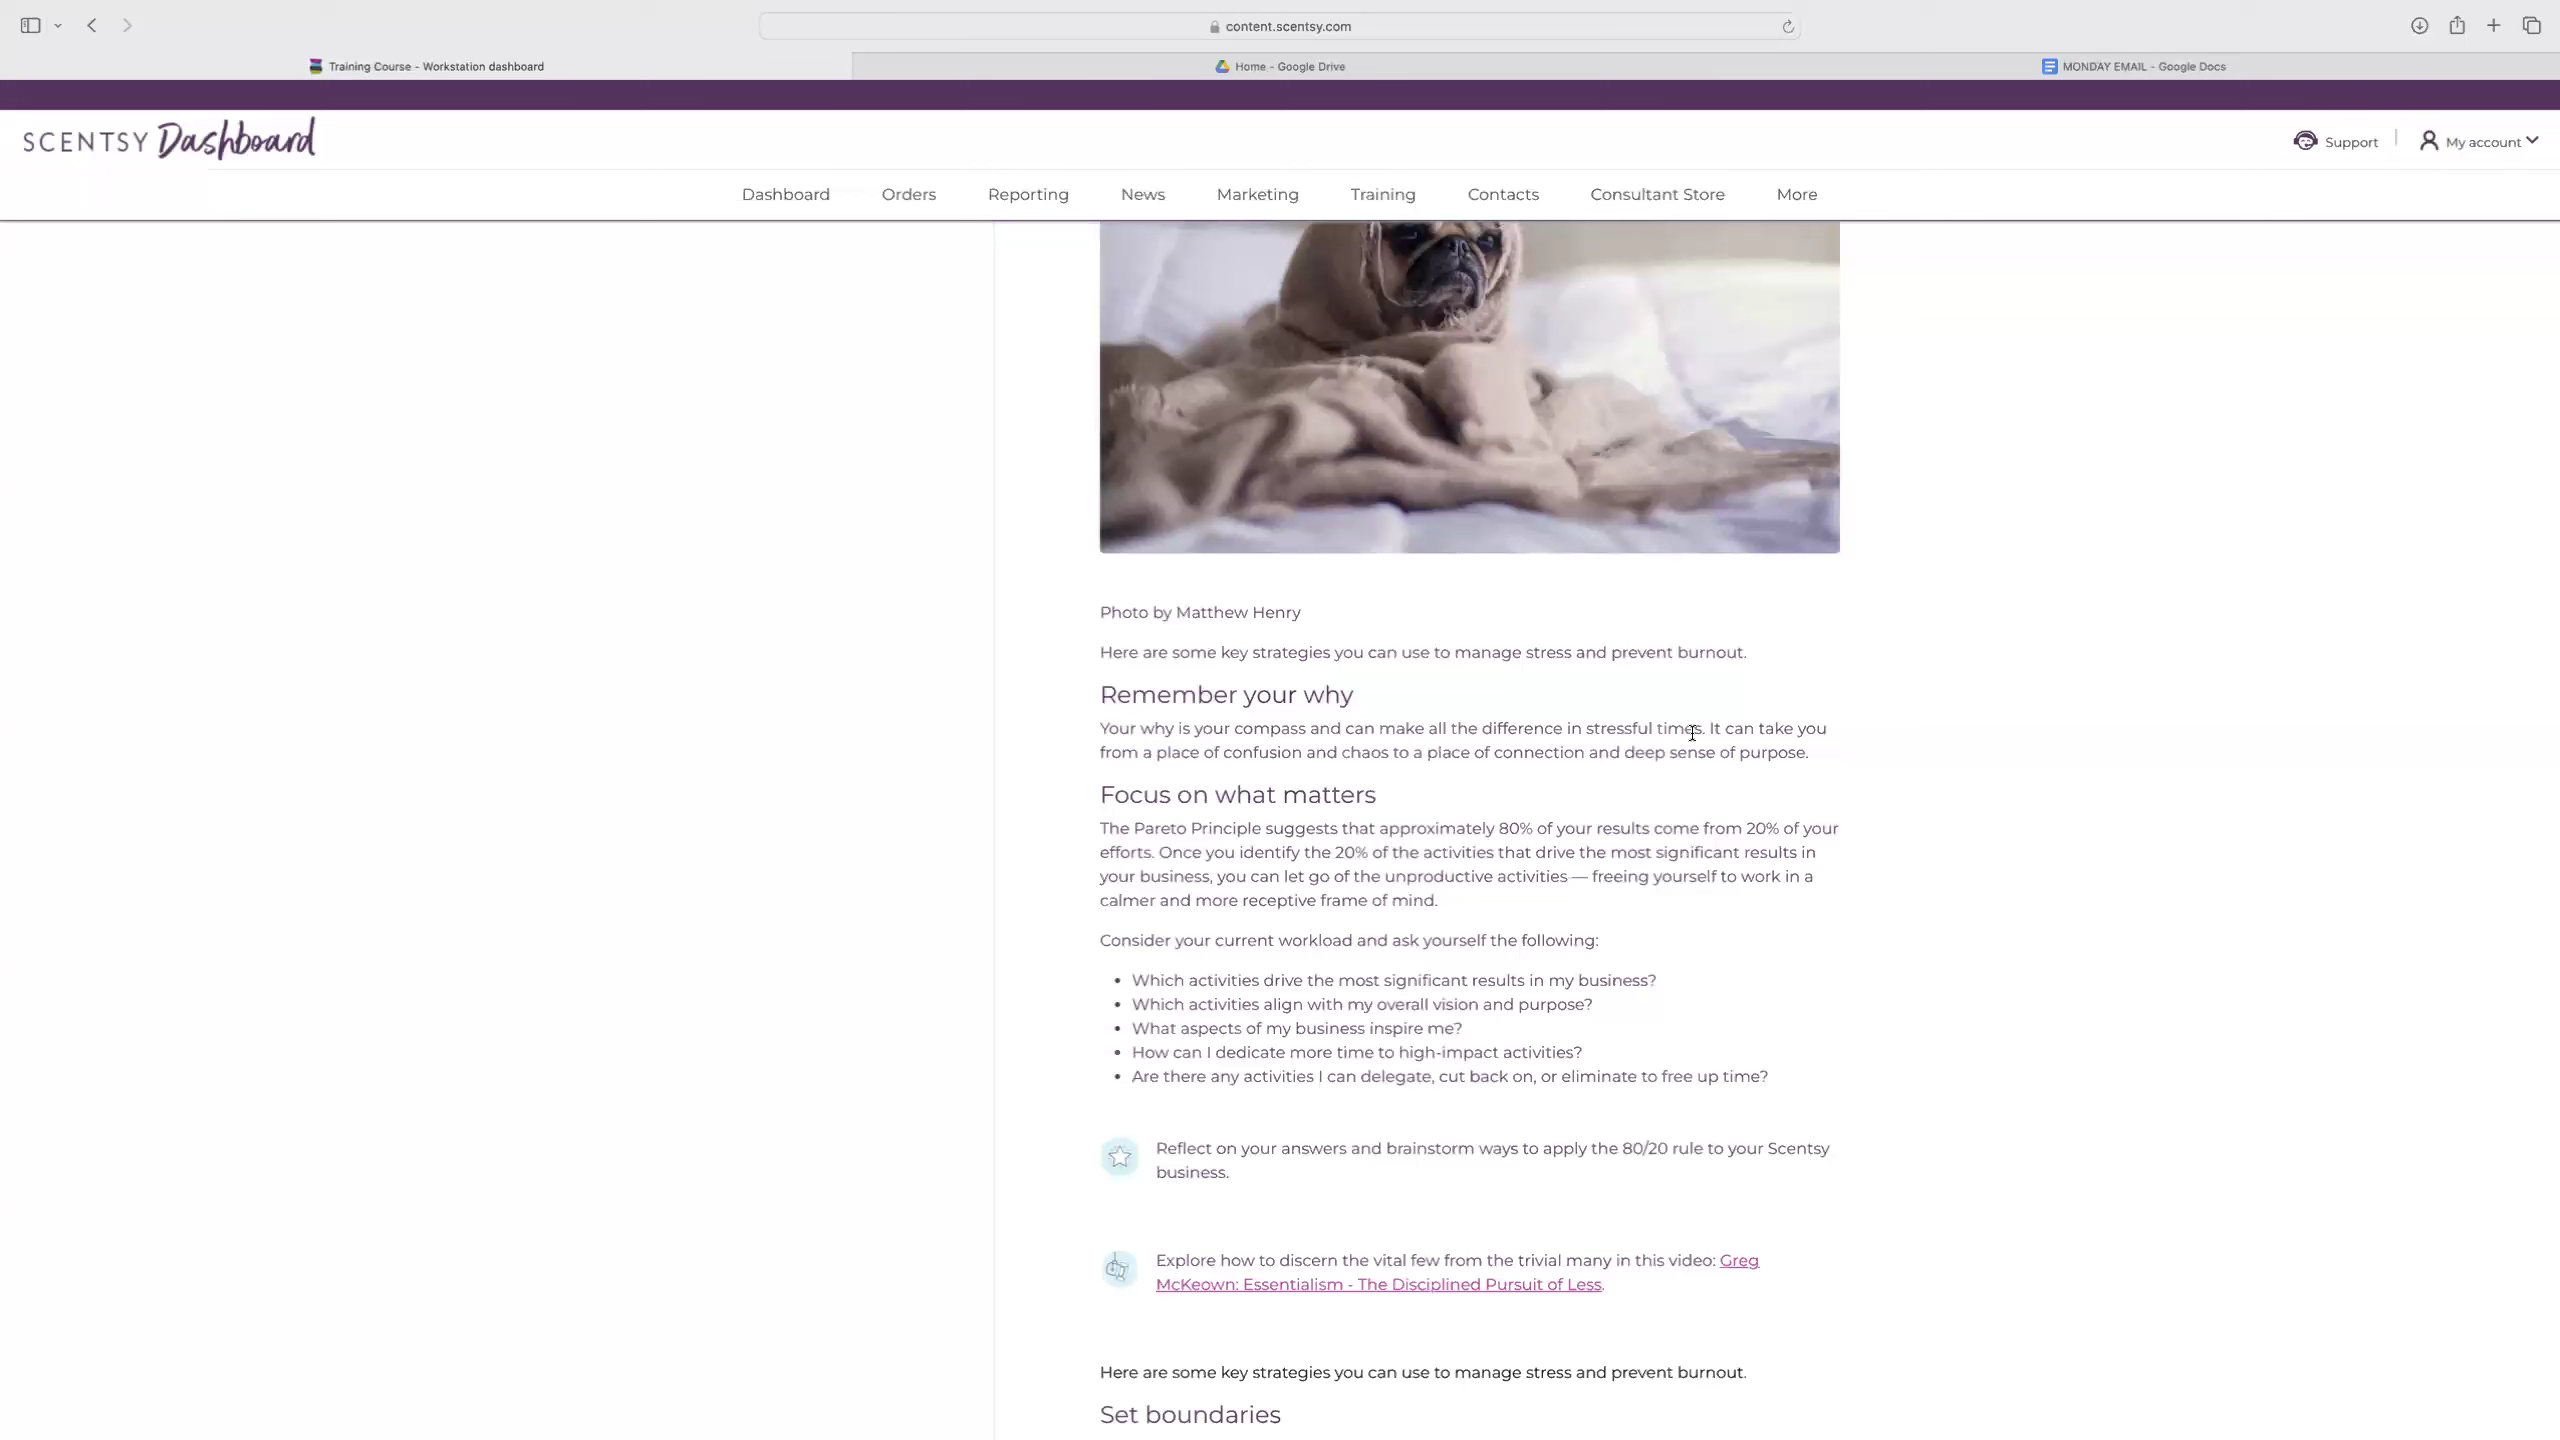 content.scentsy.com
Training Course - Workstation dashboard
Home - Google Drive
MONDAY EMAIL - Google Docs
SCENTSY Dashboard
Support
My account
Dashboard
Orders
Reporting
News
Marketing
Training
Contacts
Consultant Store
More
Photo by Matthew Henry
Here are some key strategies you can use to manage stress and prevent burnout.
Remember your why
Your why is your compass and can make all the difference in stressful times. It can take you
from a place of confusion and chaos to a place of connection and deep sense of purpose.
Focus on what matters
The Pareto Principle suggests that approximately 80% of your results come from 20% of your
efforts. Once you identify the 20% of the activities that drive the most significant results in
your business, you can let go of the unproductive activities — freeing yourself to work in a
calmer and more receptive frame of mind.
Consider your current workload and ask yourself the following:
• Which activities drive the most significant results in my business?
• Which activities align with my overall vision and purpose?
• What aspects of my business inspire me?
• How can I dedicate more time to high-impact activities?
• Are there any activities I can delegate, cut back on, or eliminate to free up time?
Reflect on your answers and brainstorm ways to apply the 80/20 rule to your Scentsy
business.
Explore how to discern the vital few from the trivial many in this video: Greg
McKeown: Essentialism - The Disciplined Pursuit of Less.
Here are some key strategies you can use to manage stress and prevent burnout.
Set boundaries